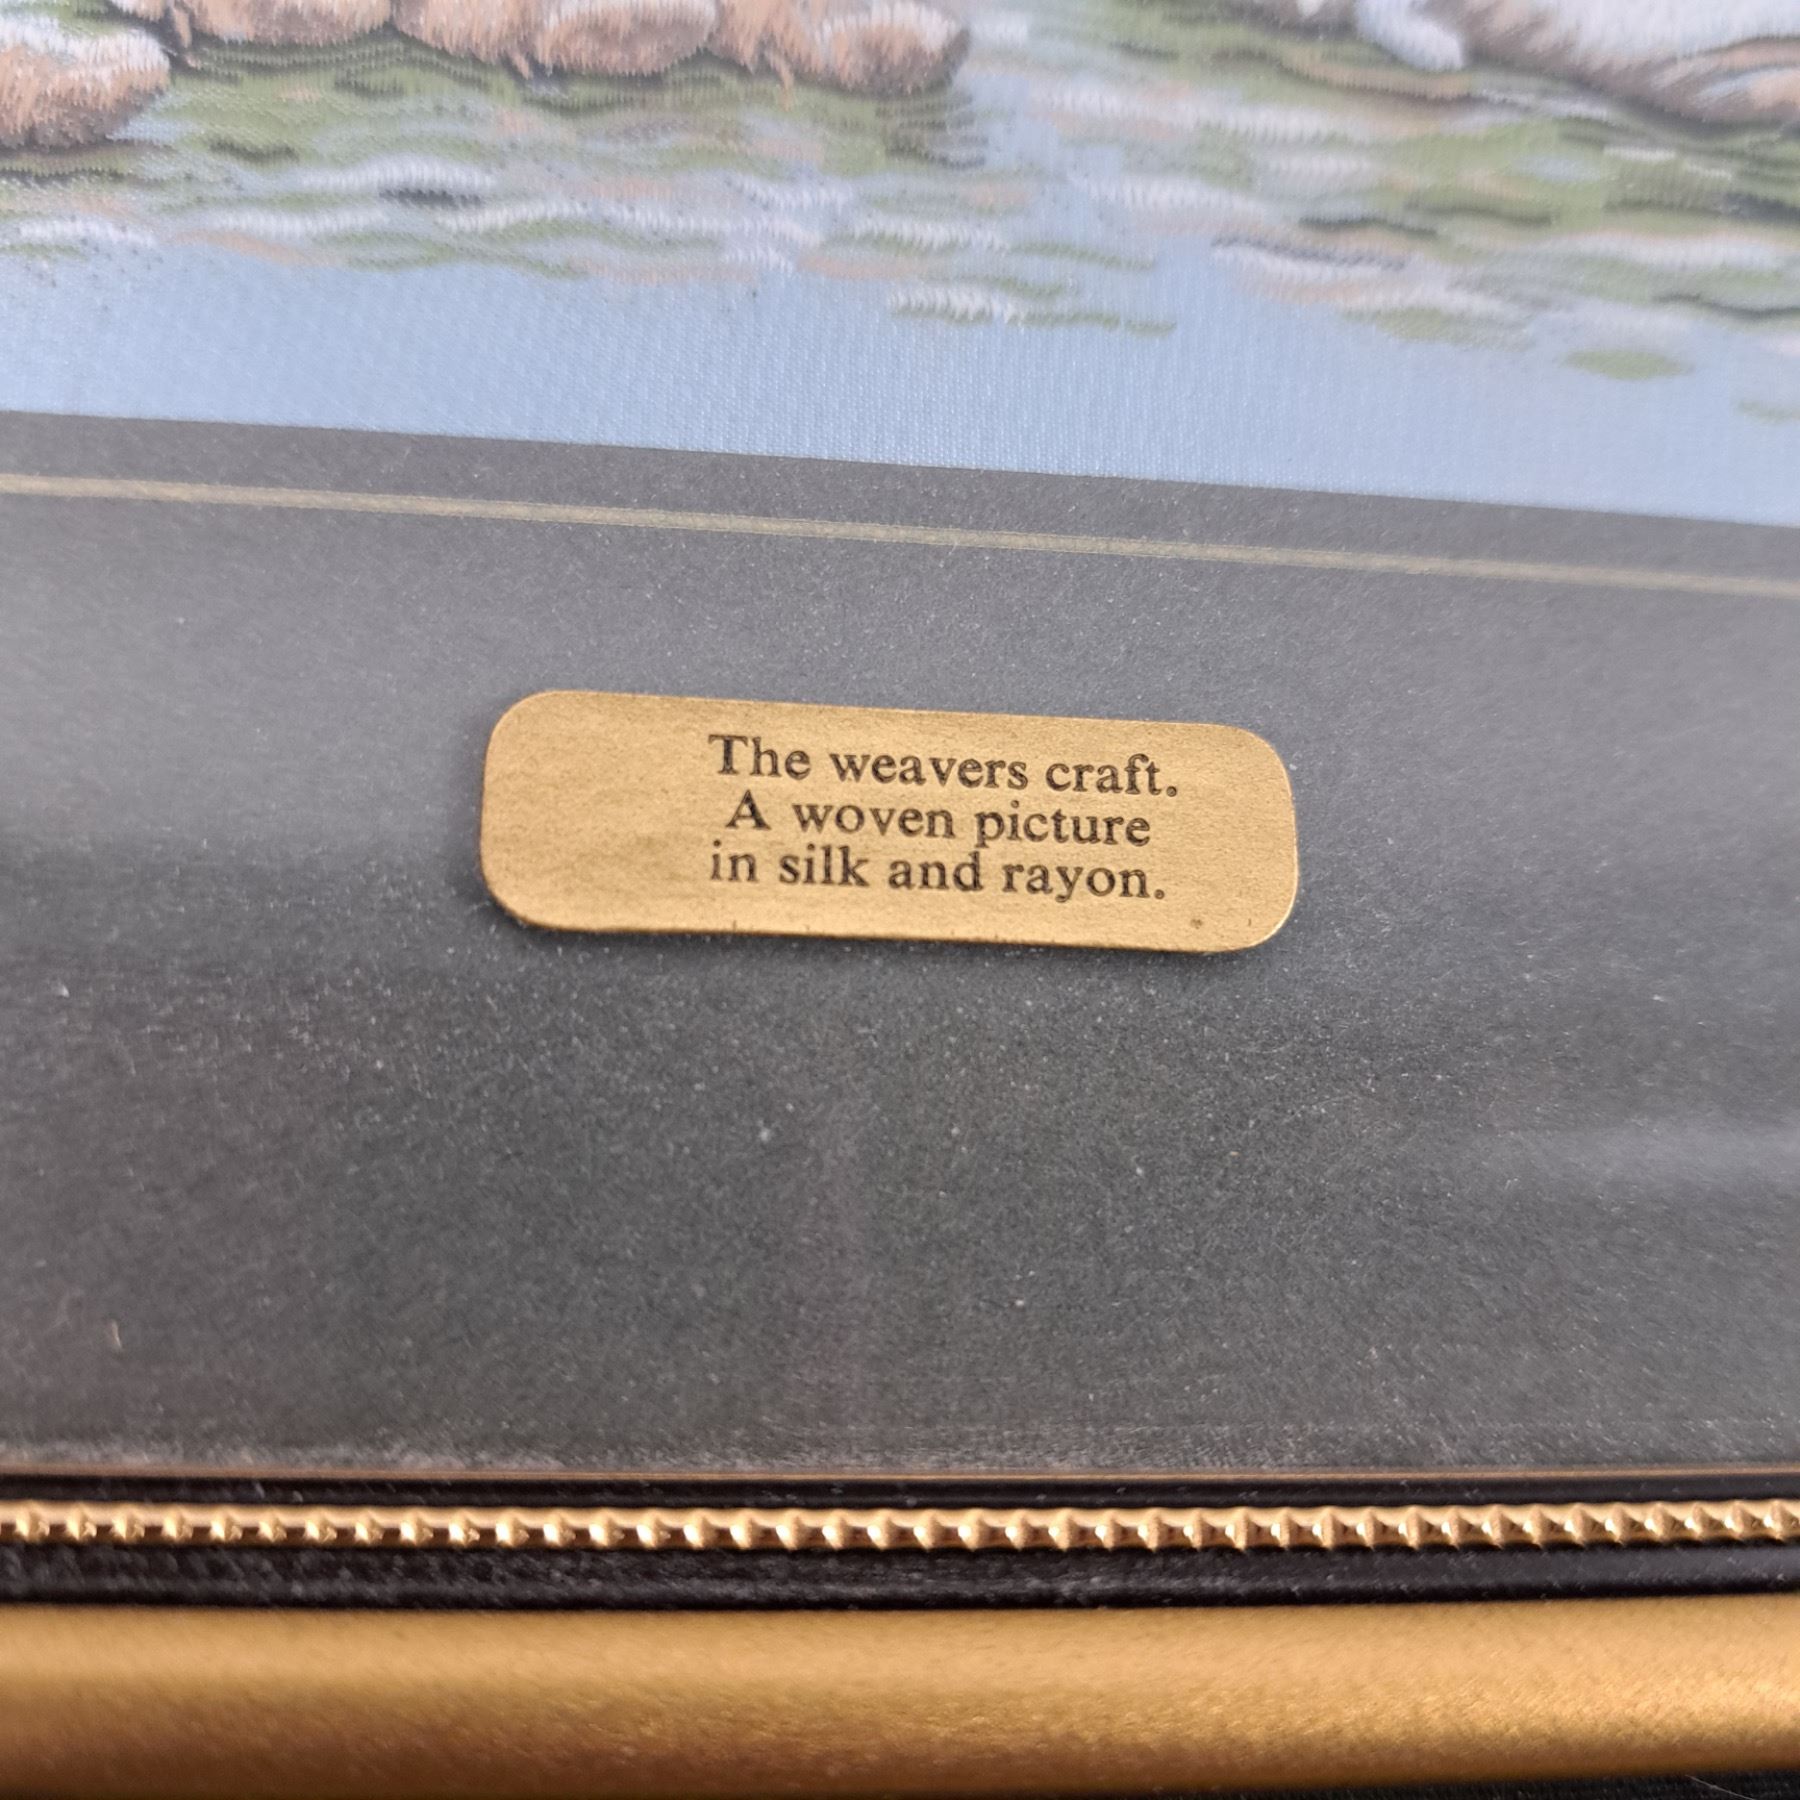 The weavers craft.
A woven picture
in silk and rayon.